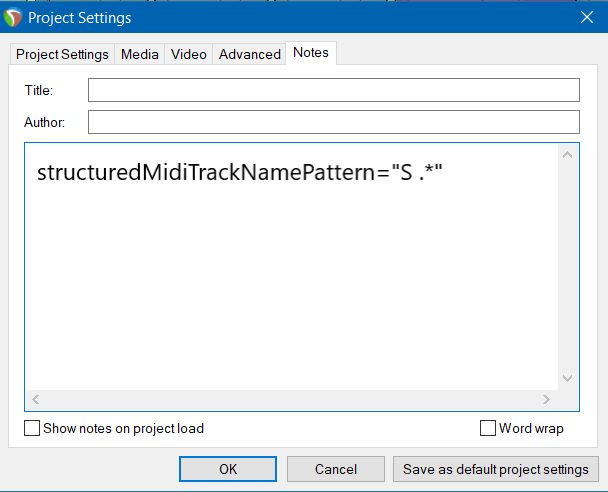 Project Settings
Project Settings Media Video Advanced Notes
Title:
Author:
structuredMidiTrackNamePattern="S .*"
Show notes on project load Word wrap
OK Cancel Save as default project settings